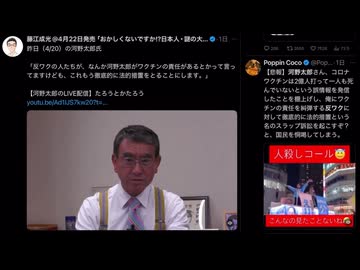 藤江成光@4月22日発売「おかしくないですか!?日本人・謎の大... ・1日
昨日(4/20)の河野太郎氏
「反ワクの人たちが、なんか河野太郎がワクチンの責任があるとかって言ってますけども、これもう徹底的に法的措置をとることにします。」
【河野太郎のLIVE配信】たろうとかたろう
youtu.be/Ad1IJS7kw20?t=...
Poppin Coco @Pop... ・1日
【悲報】河野太郎さん、コロナ
ワクチンは2億人打って一人も死
んでいないという誤情報を発信
したことを棚上げし、俺にワク
チンの責任を糾弾する反ワクに
対して徹底的に法的措置という
名のスラップ訴訟を起こすぞ?
と、国民を恫喝してしまう。
人殺しコール😇
こんなの見たことないね